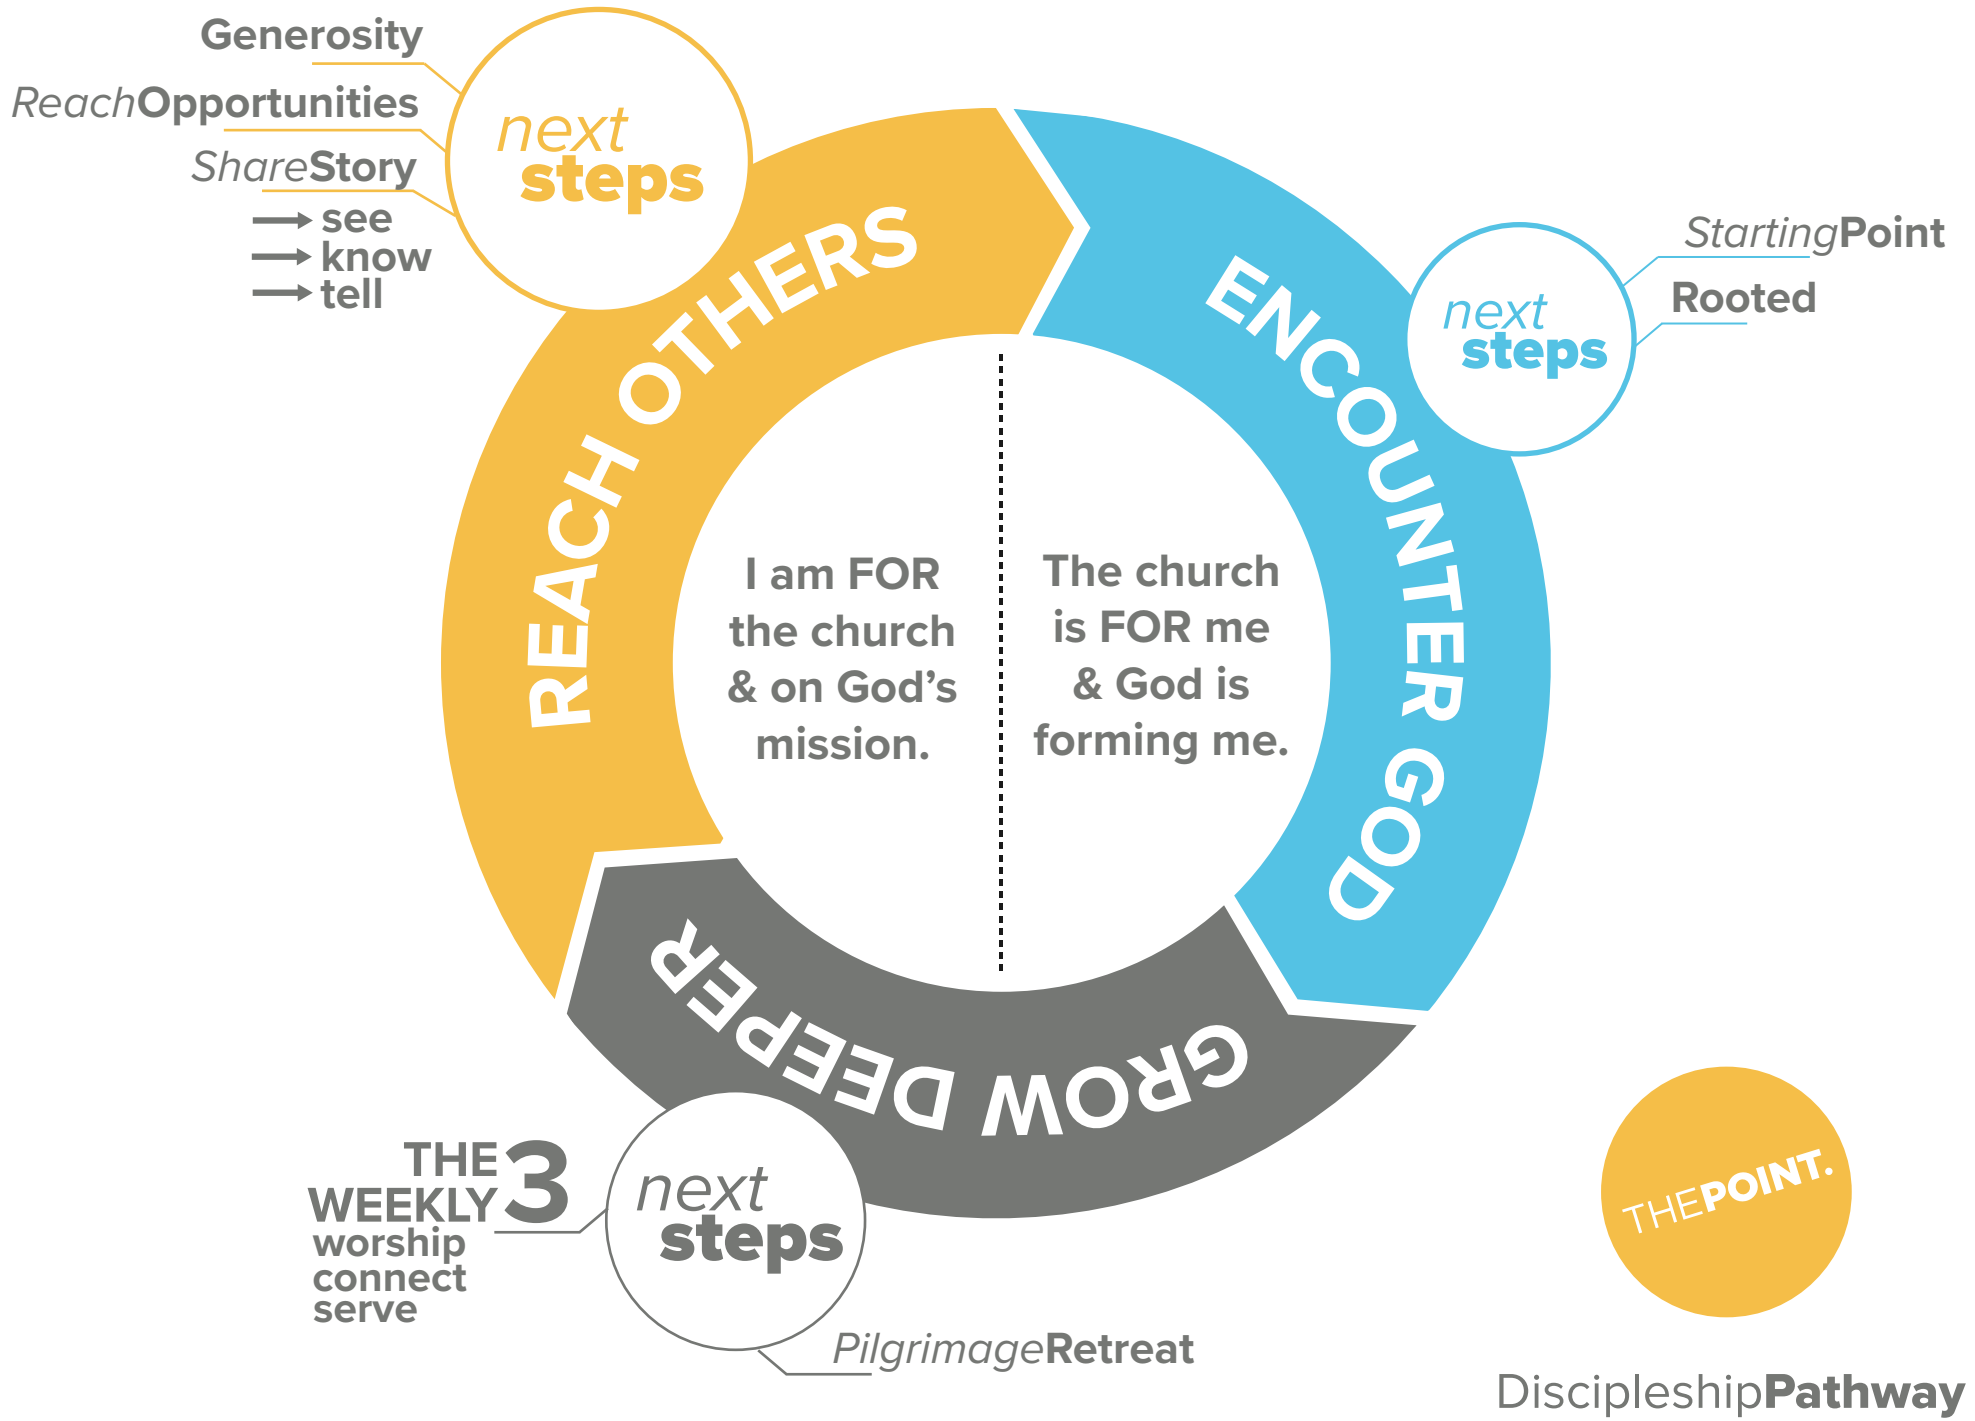 Generosity
ReachOpportunities
ShareStory
see
know
tell
next
steps
REACH OTHERS
ENCOUNTER GOD
next
steps
StartingPoint
Rooted
I am FOR
the church
& on God’s
mission.
The church
is FOR me
& God is
forming me.
GROW DEEPER
THE
WEEKLY 3
worship
connect
serve
next
steps
PilgrimageRetreat
THEPOINT.
DiscipleshipPathway